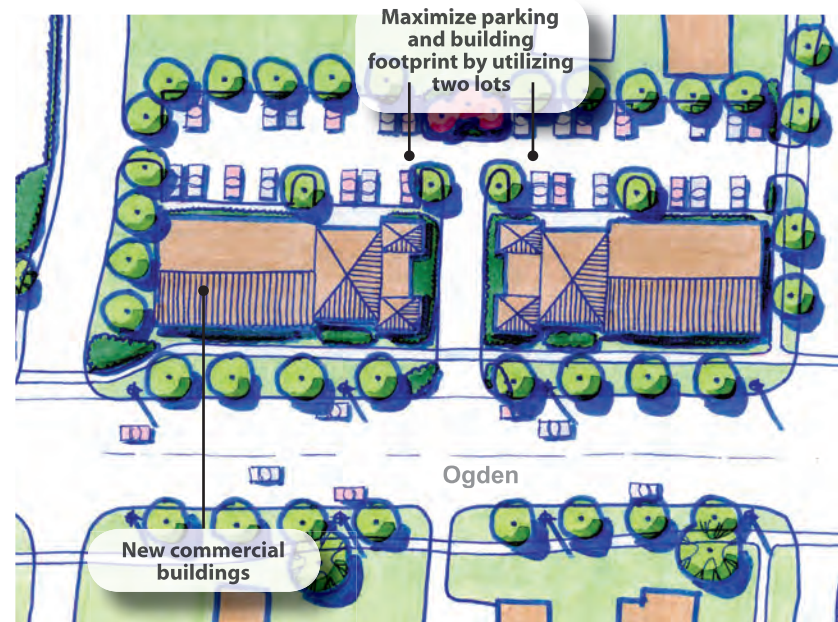 Maximize parking
and building
footprint by utilizing
two lots
Ogden
New commercial
buildings